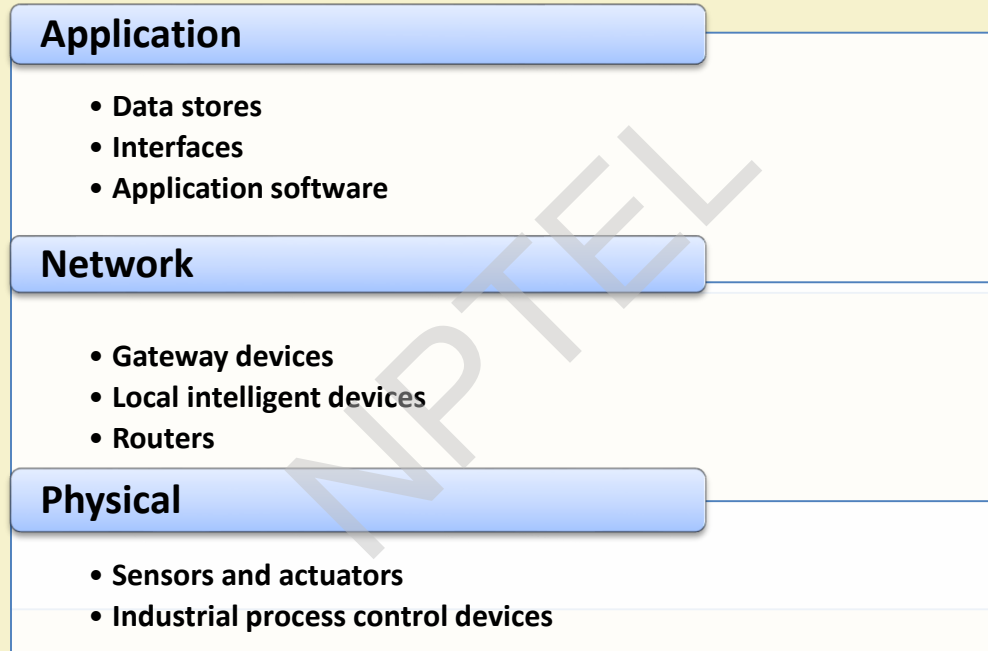 Application
• Data stores
• Interfaces
• Application software
Network
• Gateway devices
• Local intelligent devices
• Routers
Physical
• Sensors and actuators
• Industrial process control devices
NPTEL